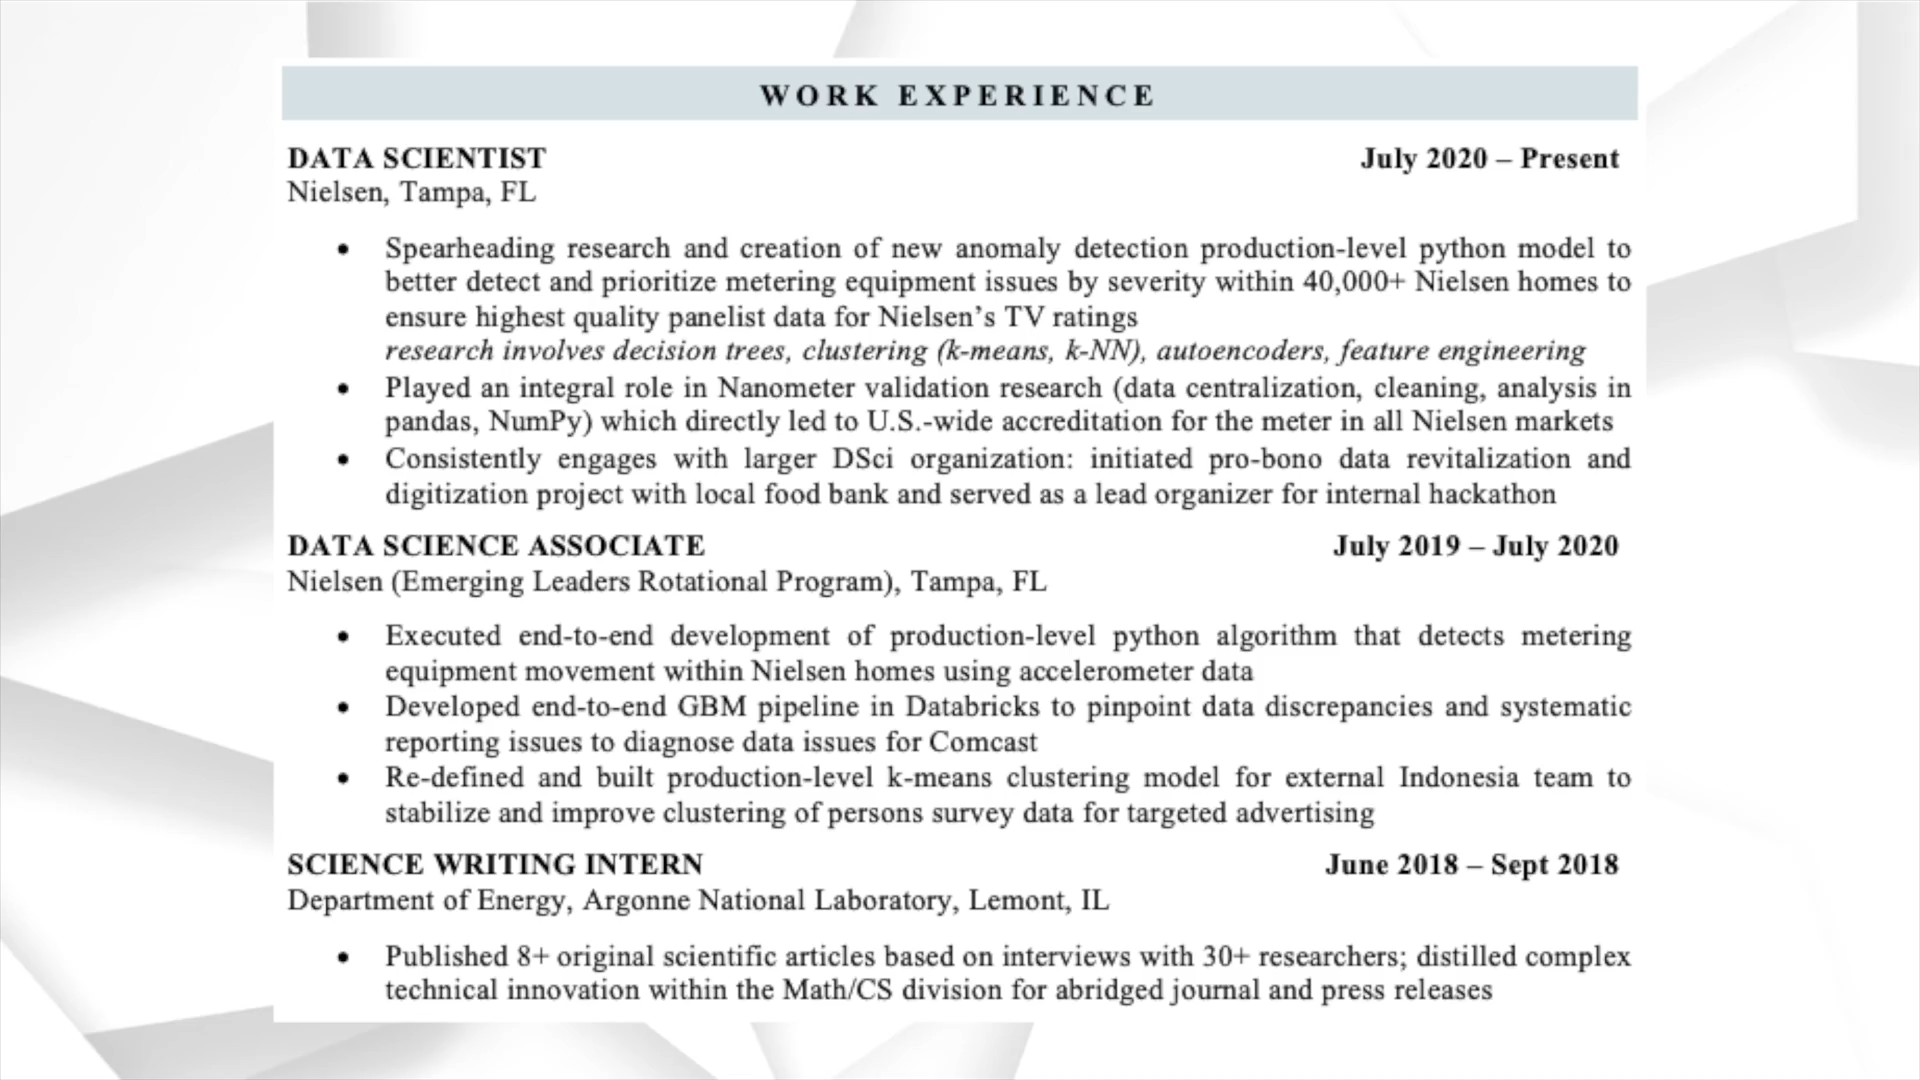 WORK EXPERIENCE
DATA SCIENTIST July 2020 – Present
Nielsen, Tampa, FL
• Spearheading research and creation of new anomaly detection production-level python model to
better detect and prioritize metering equipment issues by severity within 40,000+ Nielsen homes to
ensure highest quality panelist data for Nielsen’s TV ratings
research involves decision trees, clustering (k-means, k-NN), autoencoders, feature engineering
• Played an integral role in Nanometer validation research (data centralization, cleaning, analysis in
pandas, NumPy) which directly led to U.S.-wide accreditation for the meter in all Nielsen markets
• Consistently engages with larger DSci organization: initiated pro-bono data revitalization and
digitization project with local food bank and served as a lead organizer for internal hackathon
DATA SCIENCE ASSOCIATE July 2019 – July 2020
Nielsen (Emerging Leaders Rotational Program), Tampa, FL
• Executed end-to-end development of production-level python algorithm that detects metering
equipment movement within Nielsen homes using accelerometer data
• Developed end-to-end GBM pipeline in Databricks to pinpoint data discrepancies and systematic
reporting issues to diagnose data issues for Comcast
• Re-defined and built production-level k-means clustering model for external Indonesia team to
stabilize and improve clustering of persons survey data for targeted advertising
SCIENCE WRITING INTERN June 2018 – Sept 2018
Department of Energy, Argonne National Laboratory, Lemont, IL
• Published 8+ original scientific articles based on interviews with 30+ researchers; distilled complex
technical innovation within the Math/CS division for abridged journal and press releases